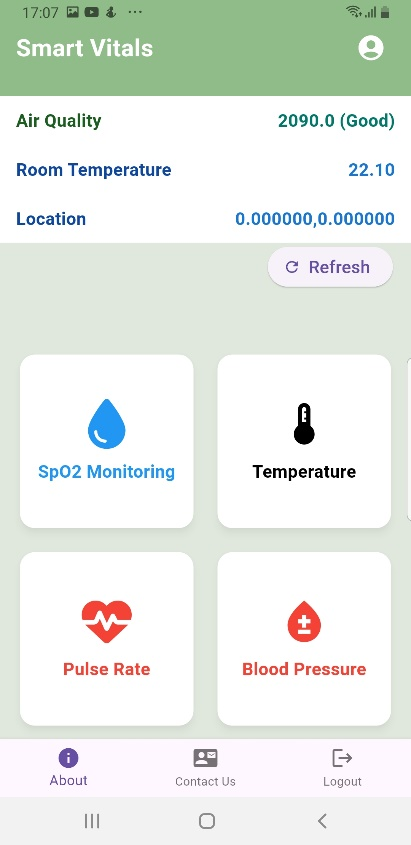 17:07
Smart Vitals
Air Quality 2090.0 (Good)
Room Temperature 22.10
Location 0.000000,0.000000
Refresh
SpO2 Monitoring Temperature
Pulse Rate Blood Pressure
About Contact Us Logout